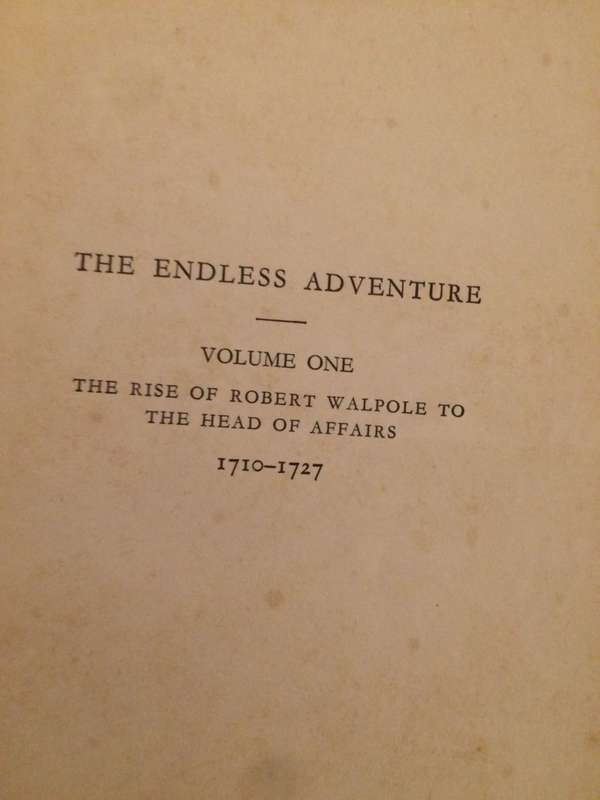 THE ENDLESS ADVENTURE
VOLUME ONE
THE RISE OF ROBERT WALPOLE TO
THE HEAD OF AFFAIRS
1710–1727